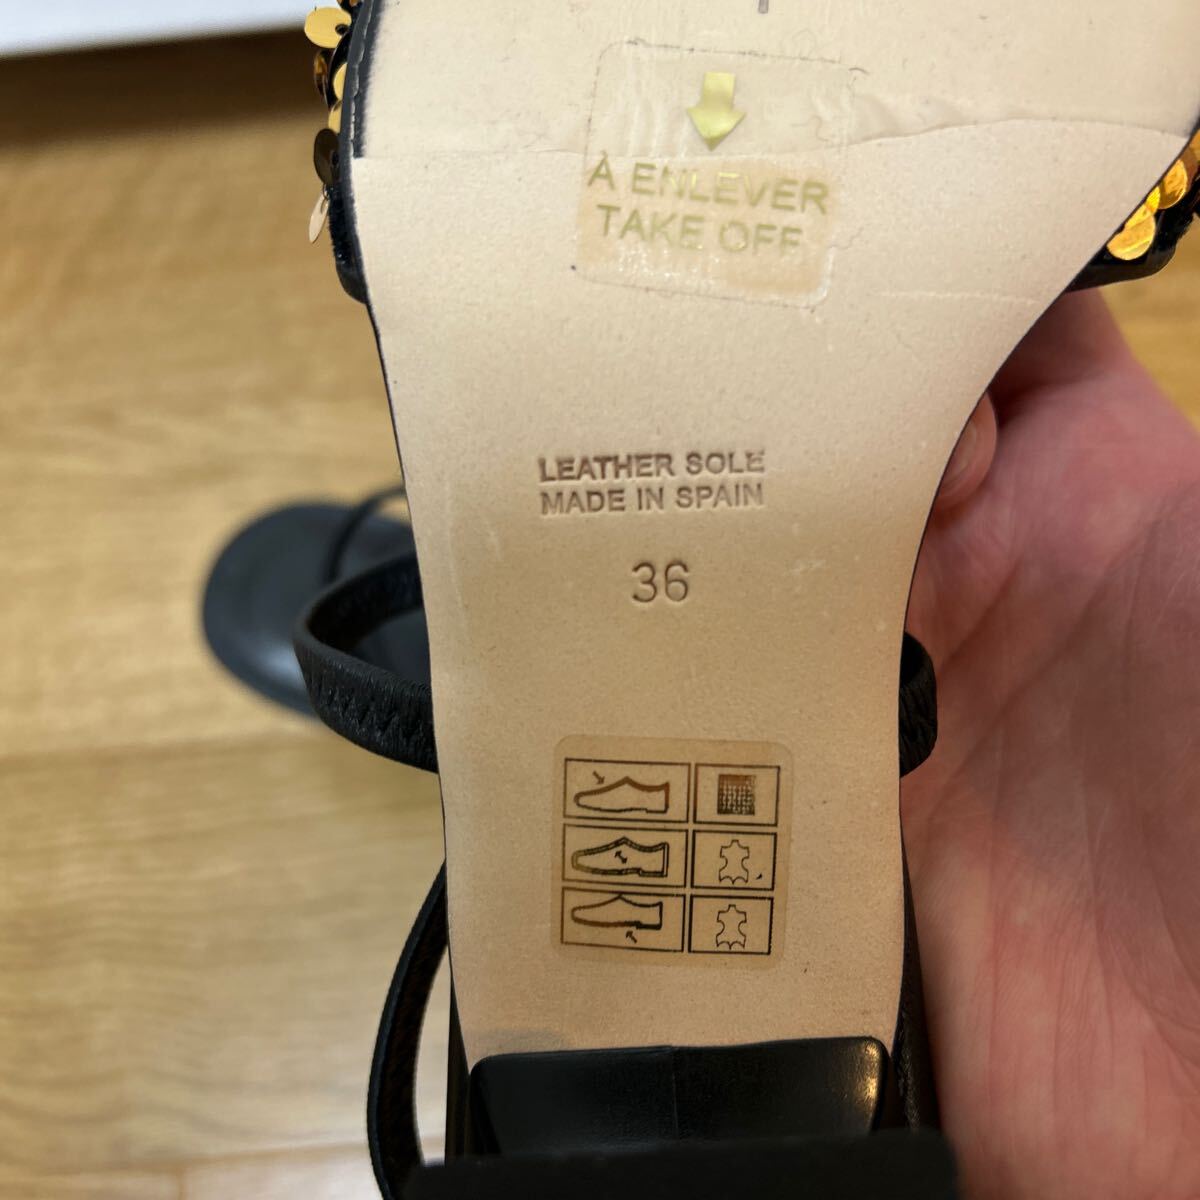 À ENLEVER
TAKE OFF
LEATHER SOLE
MADE IN SPAIN
36